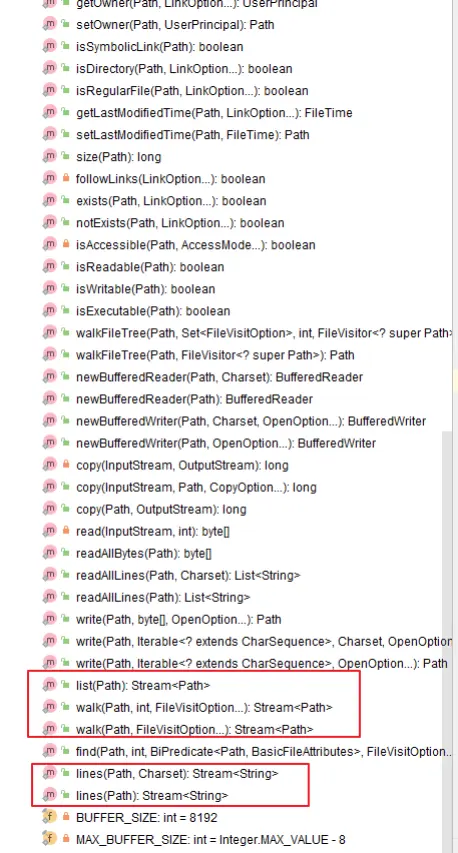 getOwner(Path, LinkOption...): UserPrincipal
setOwner(Path, UserPrincipal): Path
isSymbolicLink(Path): boolean
isDirectory(Path, LinkOption...): boolean
isRegularFile(Path, LinkOption...): boolean
getLastModifiedTime(Path, LinkOption...): FileTime
setLastModifiedTime(Path, FileTime): Path
size(Path): long
followLinks(LinkOption...): boolean
exists(Path, LinkOption...): boolean
notExists(Path, LinkOption...): boolean
isAccessible(Path, AccessMode...): boolean
isReadable(Path): boolean
isWritable(Path): boolean
isExecutable(Path): boolean
walkFileTree(Path, Set<FileVisitOption>, int, FileVisitor<? super Path>
walkFileTree(Path, FileVisitor<? super Path>): Path
newBufferedReader(Path, Charset): BufferedReader
newBufferedReader(Path): BufferedReader
newBufferedWriter(Path, Charset, OpenOption...): BufferedWriter
newBufferedWriter(Path, OpenOption...): BufferedWriter
copy(InputStream, OutputStream): long
copy(InputStream, Path, CopyOption...): long
copy(Path, OutputStream): long
read(InputStream, int): byte[]
readAllBytes(Path): byte[]
readAllLines(Path, Charset): List<String>
readAllLines(Path): List<String>
write(Path, byte[], OpenOption...): Path
write(Path, Iterable<? extends CharSequence>, Charset, OpenOption
write(Path, Iterable<? extends CharSequence>, OpenOption...): Path
list(Path): Stream<Path>
walk(Path, int, FileVisitOption...): Stream<Path>
walk(Path, FileVisitOption...): Stream<Path>
find(Path, int, BiPredicate<Path, BasicFileAttributes>, FileVisitOption...
lines(Path, Charset): Stream<String>
lines(Path): Stream<String>
BUFFER_SIZE: int = 8192
MAX_BUFFER_SIZE: int = Integer.MAX_VALUE - 8